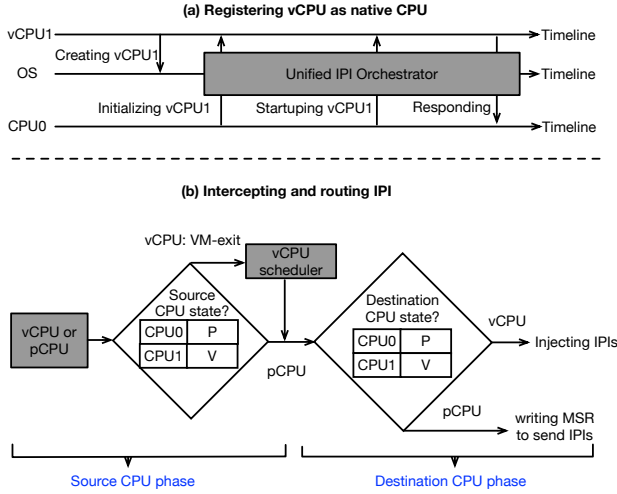 (a) Registering vCPU as native CPU
vCPU1
Timeline
Creating vCPU1
OS
Unified IPI Orchestrator
Timeline
Initializing vCPU1
Startuping vCPU1
Responding
CPU0
Timeline
(b) Intercepting and routing IPI
vCPU: VM-exit
vCPU
scheduler
Source
CPU state?
CPU0 P
CPU1 V
Destination
CPU state?
CPU0 P
CPU1 V
vCPU or
pCPU
vCPU
Injecting IPIs
pCPU
pCPU
writing MSR
to send IPIs
Source CPU phase
Destination CPU phase